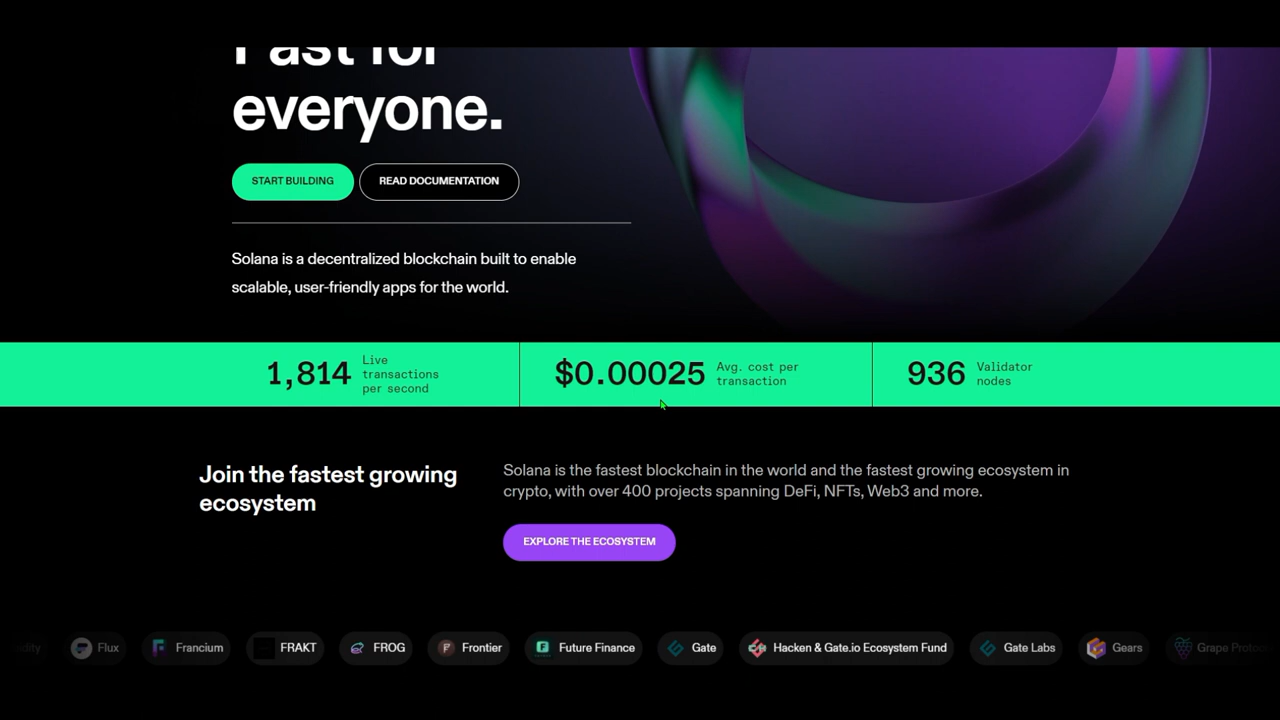 Fast for
everyone.
START BUILDING
READ DOCUMENTATION
Solana is a decentralized blockchain built to enable
scalable, user-friendly apps for the world.
1,814
Live
transactions
per second
$0.00025
Avg. cost per
transaction
936
Validator
nodes
Join the fastest growing
ecosystem
Solana is the fastest blockchain in the world and the fastest growing ecosystem in
crypto, with over 400 projects spanning DeFi, NFTs, Web3 and more.
EXPLORE THE ECOSYSTEM
Flux
Francium
FRAKT
FROG
Frontier
Future Finance
Gate
Hacken & Gate.io Ecosystem Fund
Gate Labs
Gears
Grape